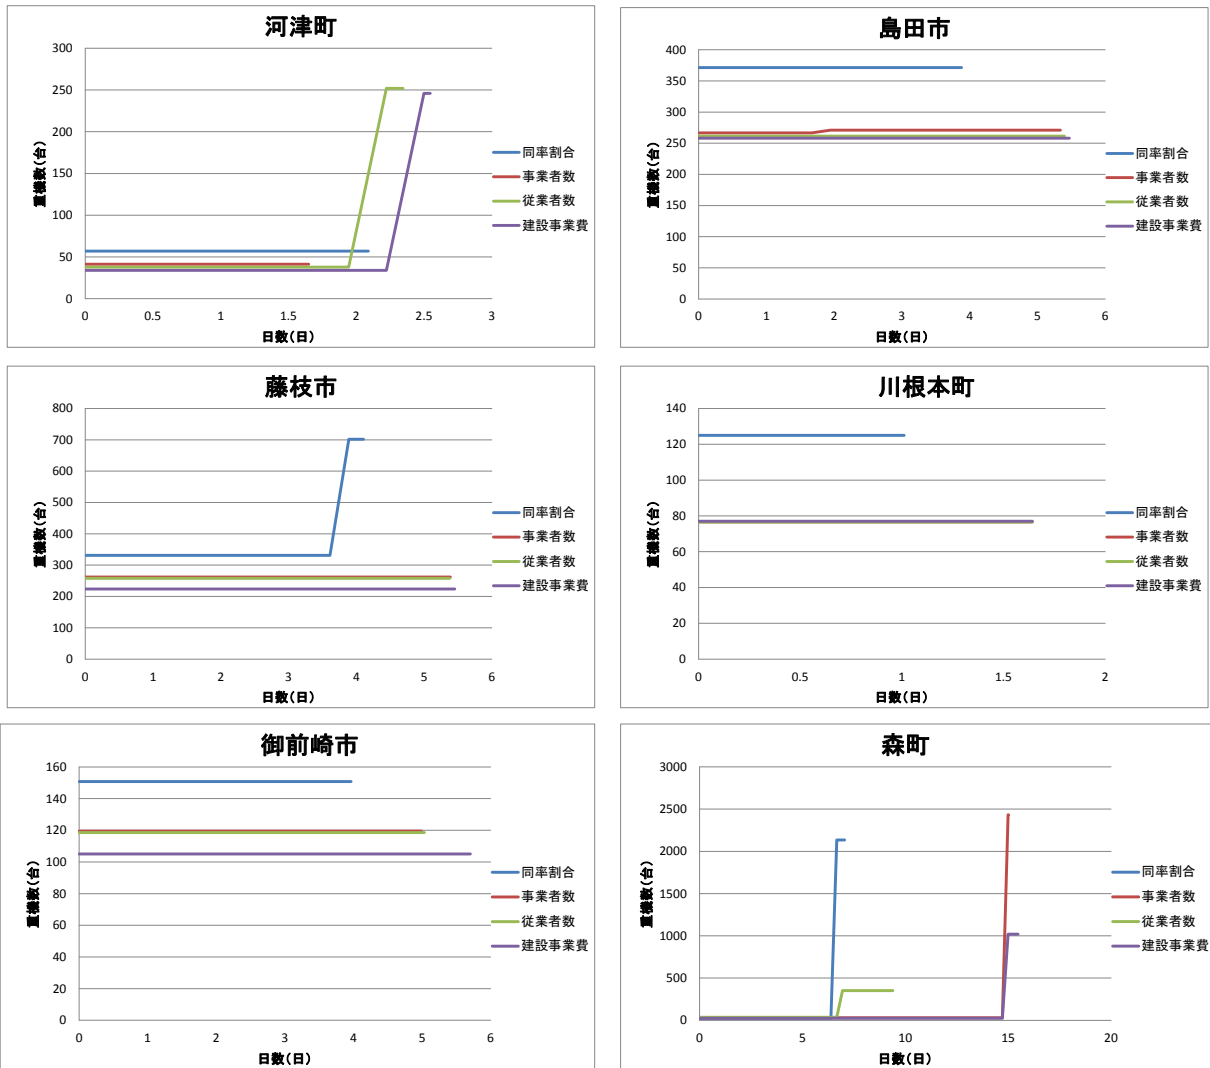 河津町
300
250
200
150
100
50
0
0 0.5 1 1.5 2 2.5 3
重機数(台)
日数(日)
同率割合
事業者数
従業者数
建設事業費
島田市
400
350
300
250
200
150
100
50
0
0 1 2 3 4 5 6
重機数(台)
日数(日)
同率割合
事業者数
従業者数
建設事業費
藤枝市
800
700
600
500
400
300
200
100
0
0 1 2 3 4 5 6
重機数(台)
日数(日)
同率割合
事業者数
従業者数
建設事業費
川根本町
140
120
100
80
60
40
20
0
0 0.5 1 1.5 2
重機数(台)
日数(日)
同率割合
事業者数
従業者数
建設事業費
御前崎市
160
140
120
100
80
60
40
20
0
0 1 2 3 4 5 6
重機数(台)
日数(日)
同率割合
事業者数
従業者数
建設事業費
森町
3000
2500
2000
1500
1000
500
0
0 5 10 15 20
重機数(台)
日数(日)
同率割合
事業者数
従業者数
建設事業費